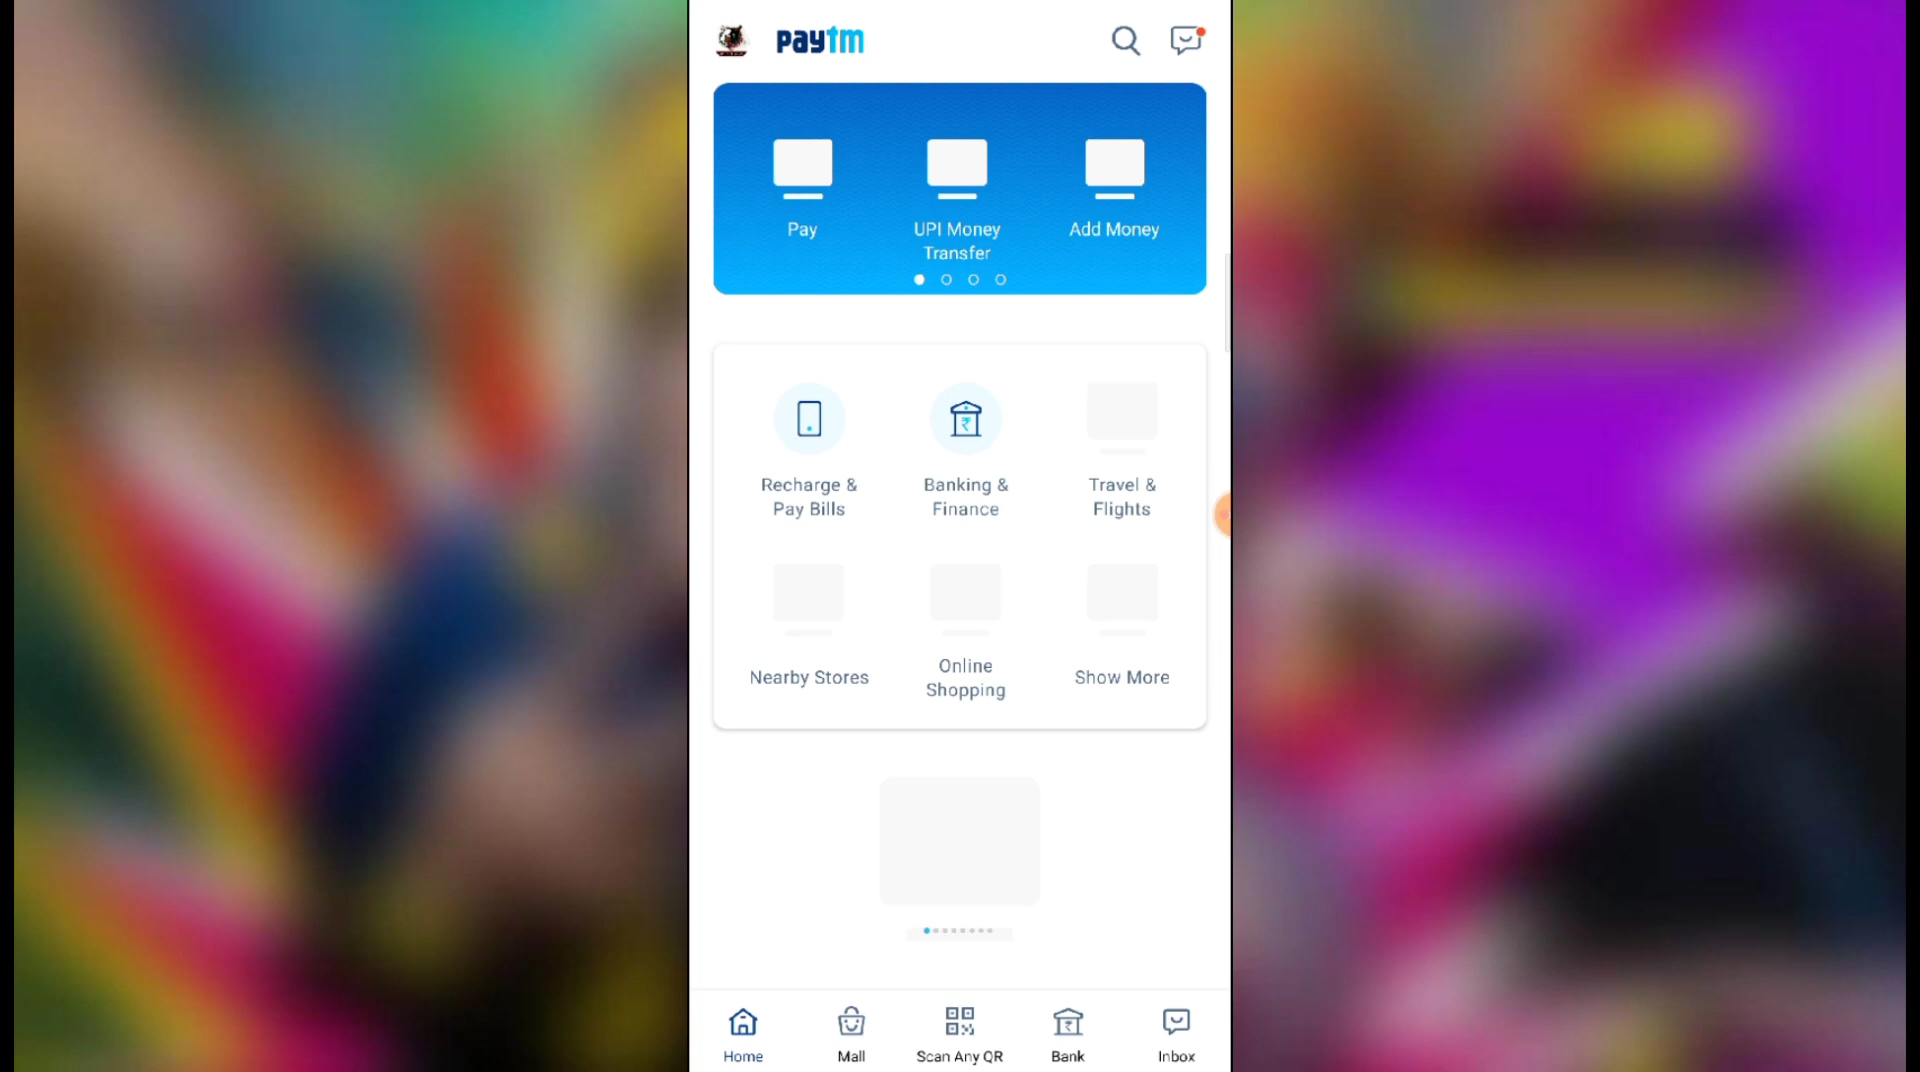 paytm
Pay
UPI Money
Transfer
Add Money
Recharge &
Pay Bills
Banking &
Finance
Travel &
Flights
Nearby Stores
Online
Shopping
Show More
Home
Mall
Scan Any QR
Bank
Inbox